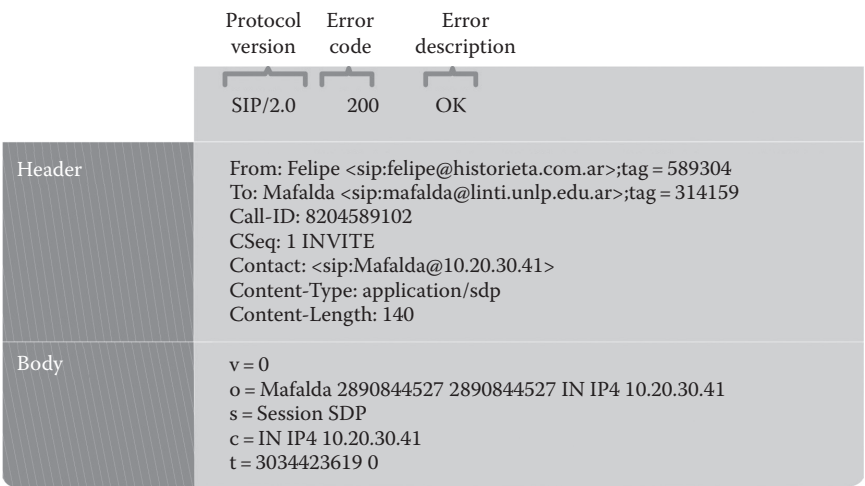 Protocol version
Error code
Error description
SIP/2.0 200 OK
Header
From: Felipe <sip:felipe@historieta.com.ar>;tag = 589304
To: Mafalda <sip:mafalda@linti.unlp.edu.ar>;tag = 314159
Call-ID: 8204589102
CSeq: 1 INVITE
Contact: <sip:Mafalda@10.20.30.41>
Content-Type: application/sdp
Content-Length: 140
Body
v = 0
o = Mafalda 2890844527 2890844527 IN IP4 10.20.30.41
s = Session SDP
c = IN IP4 10.20.30.41
t = 3034423619 0